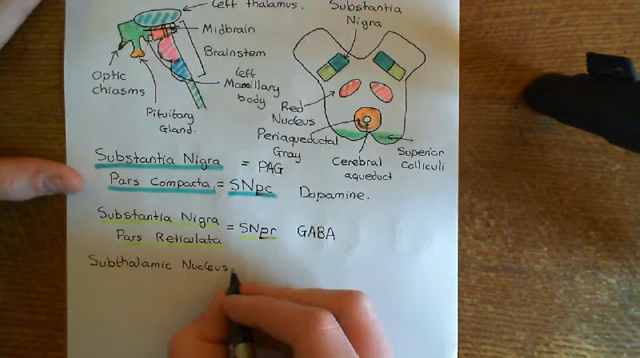 Left thalamus.
Midbrain
Brainstem
Optic
chiasms
Left
Mamillary
body
Pituitary
Gland.
Substantia
Nigra
Red
Nucleus
Periaqueductal
Gray
Cerebral
aqueduct
Superior
Colliculi
Substantia Nigra = PAG
Pars Compacta = SNpc Dopamine.
Substantia Nigra
Pars Reticulata = SNpr GABA
Subthalamic Nucleus